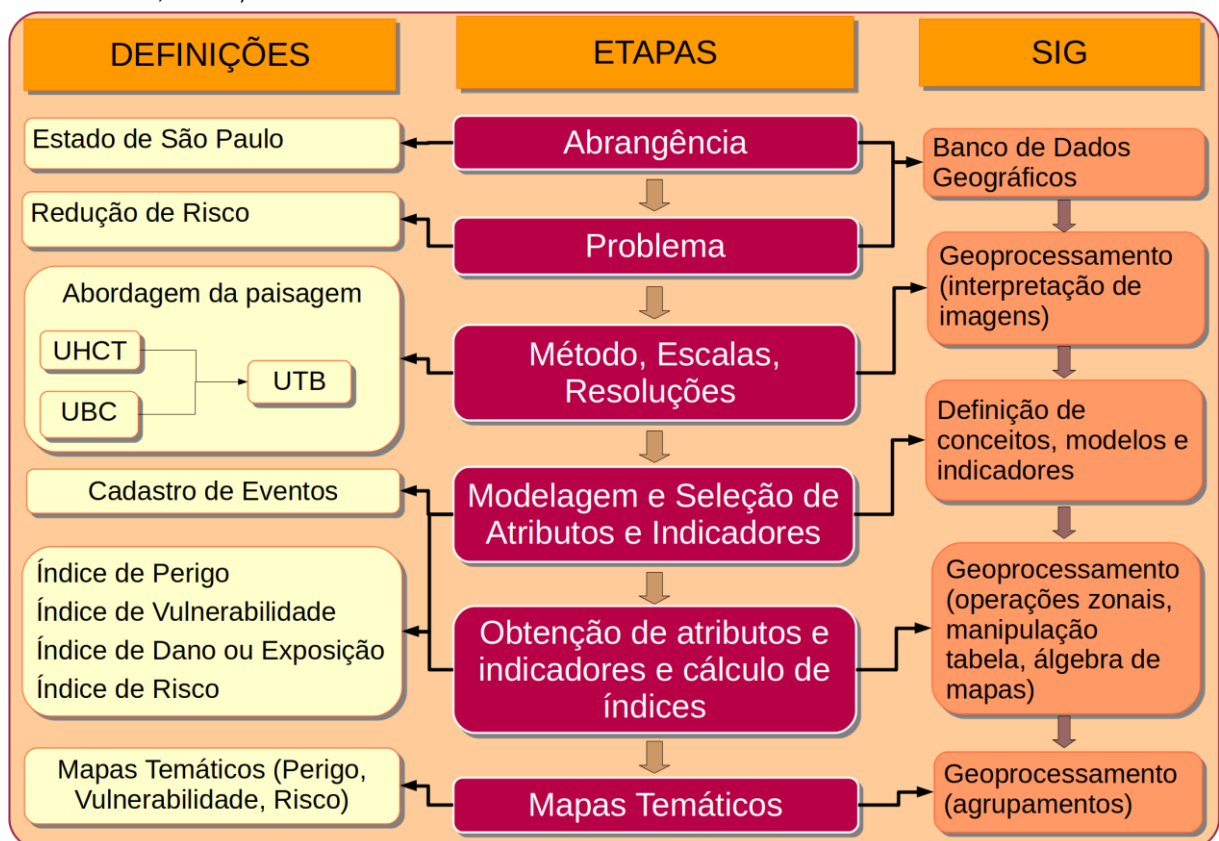 DEFINIÇÕES
ETAPAS
SIG
Estado de São Paulo
Redução de Risco
Abordagem da paisagem
UHCT
UTB
UBC
Cadastro de Eventos
Índice de Perigo
Índice de Vulnerabilidade
Índice de Dano ou Exposição
Índice de Risco
Mapas Temáticos (Perigo,
Vulnerabilidade, Risco)
Abrangência
Problema
Método, Escalas,
Resoluções
Modelagem e Seleção de
Atributos e Indicadores
Obtenção de atributos e
indicadores e cálculo de
índices
Mapas Temáticos
Banco de Dados
Geográficos
Geoprocessamento
(interpretação de
imagens)
Definição de
conceitos, modelos e
indicadores
Geoprocessamento
(operações zonais,
manipulação
tabela, álgebra de
mapas)
Geoprocessamento
(agrupamentos)